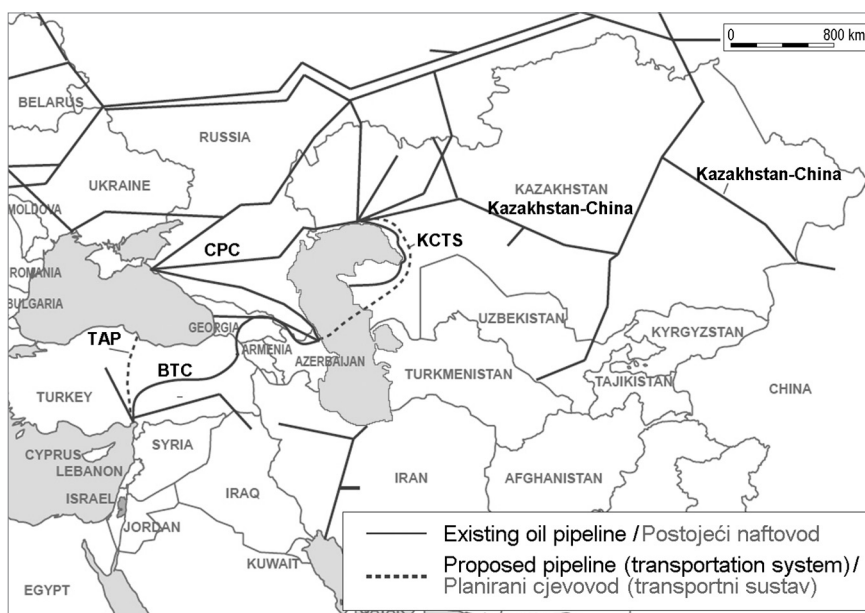 0 800 km
BELARUS
RUSSIA
UKRAINE
KAZAKHSTAN
Kazakhstan-China
Kazakhstan-China
MOLDOVA
CPC
KCTS
ROMANIA
BULGARIA
UZBEKISTAN
GEORGIA
KYRGYZSTAN
TAP
ARMENIA
AZERBAIJAN
BTC
TURKMENISTAN
TAJIKISTAN
CHINA
TURKEY
SYRIA
CYPRUS
LEBANON
IRAN
AFGHANISTAN
ISRAEL
IRAQ
JORDAN
KUWAIT
EGYPT
Existing oil pipeline / Postojeći naftovod
Proposed pipeline (transportation system)/
Planirani cjevovod (transportni sustav)